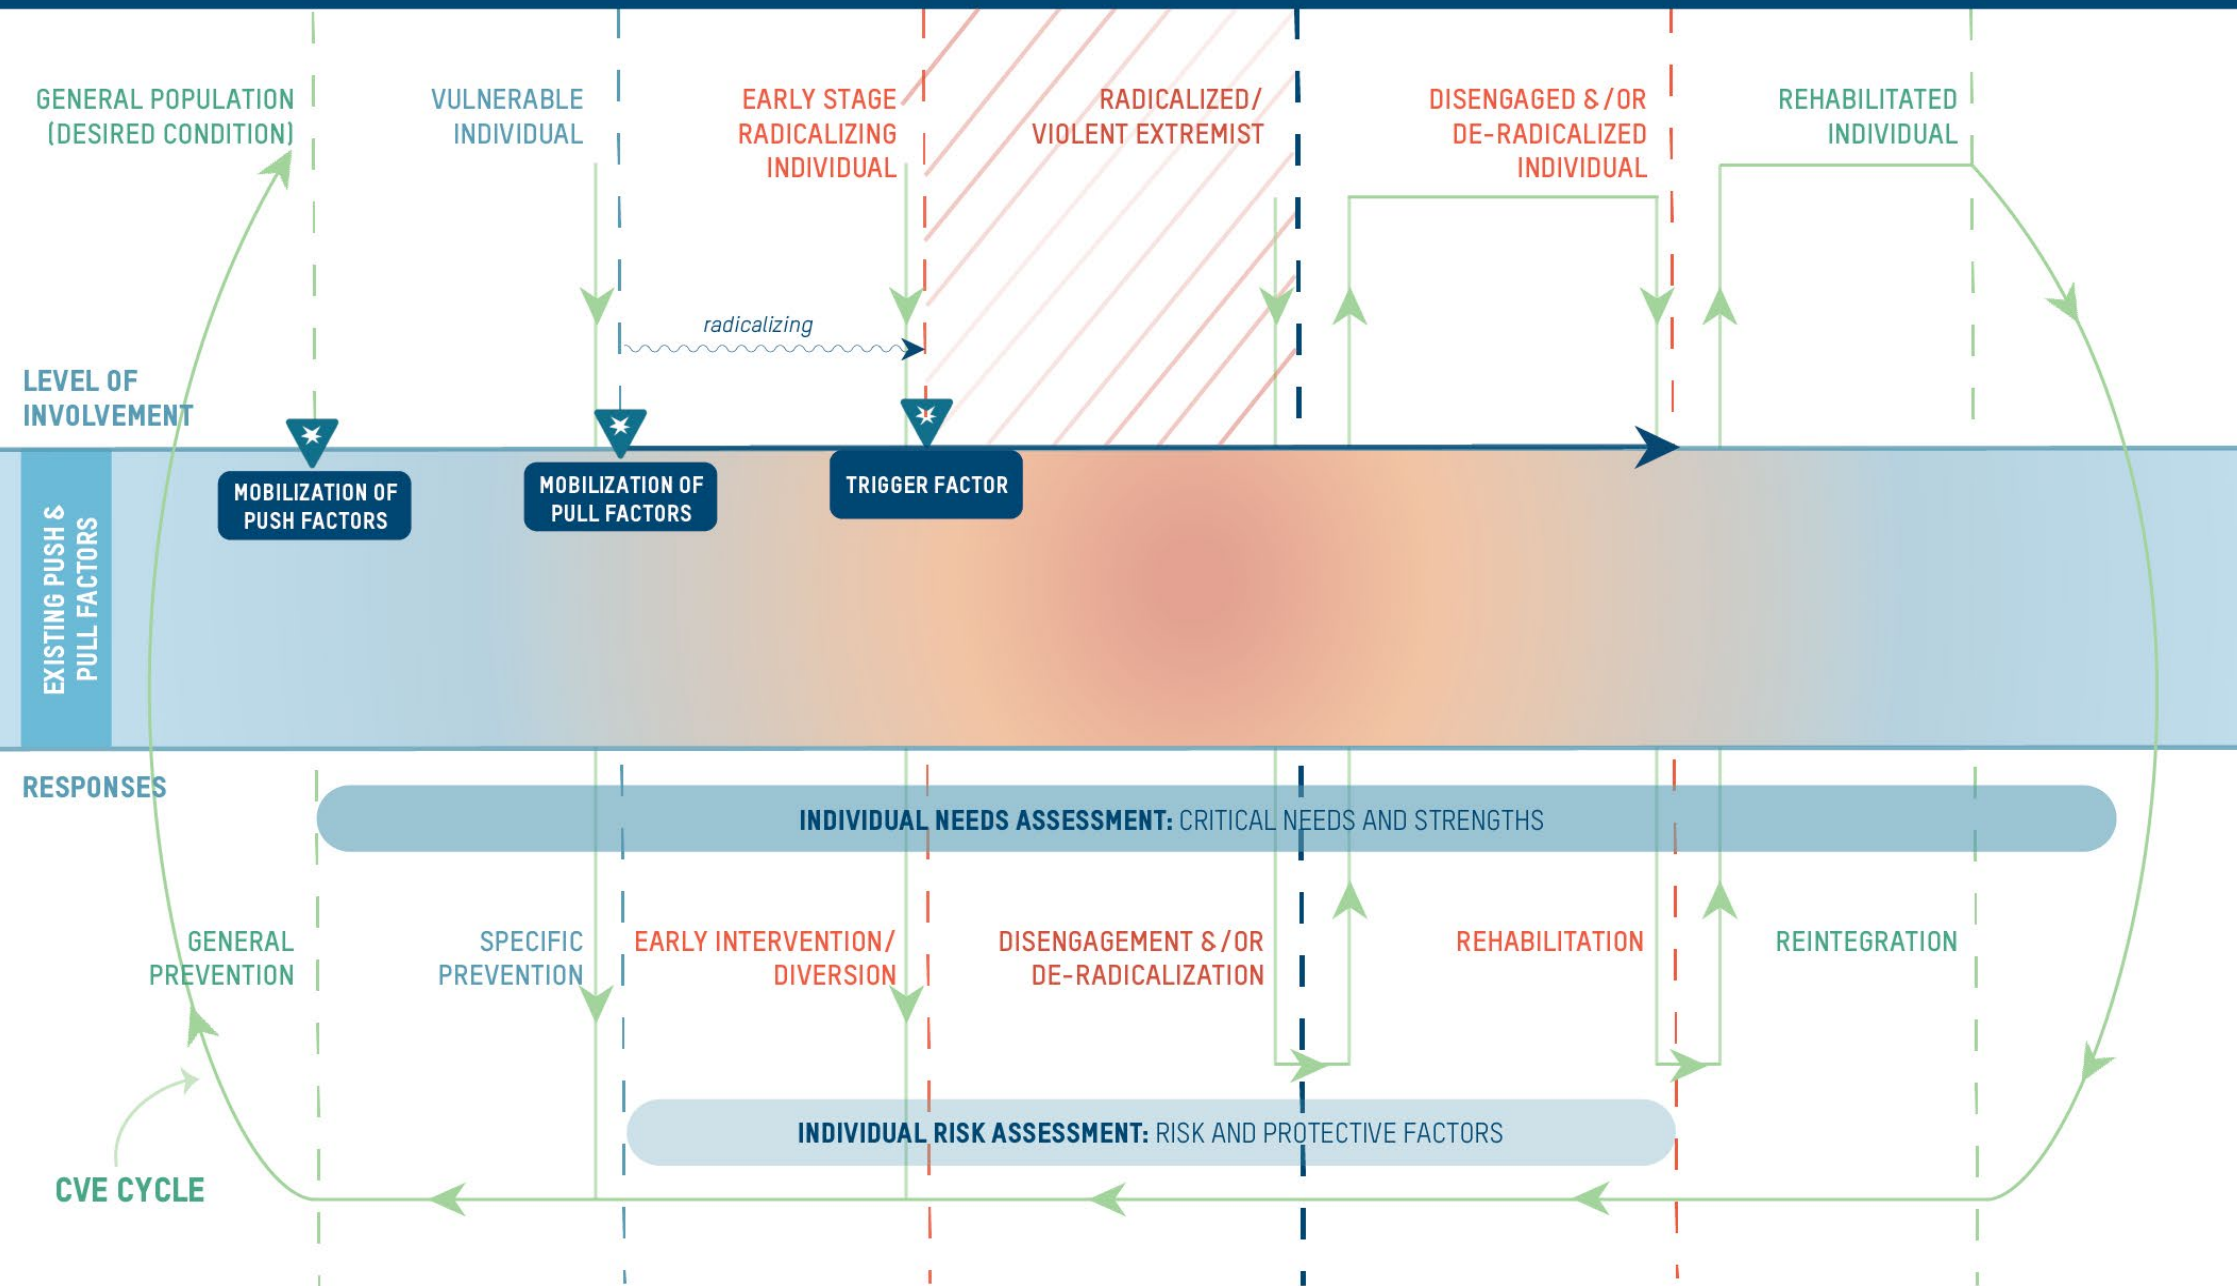 GENERAL POPULATION
(DESIRED CONDITION)
VULNERABLE
INDIVIDUAL
EARLY STAGE
RADICALIZING
INDIVIDUAL
RADICALIZED/
VIOLENT EXTREMIST
DISENGAGED &/OR
DE-RADICALIZED
INDIVIDUAL
REHABILITATED
INDIVIDUAL
radicalizing
LEVEL OF
INVOLVEMENT
MOBILIZATION OF
PUSH FACTORS
MOBILIZATION OF
PULL FACTORS
TRIGGER FACTOR
EXISTING PUSH &
PULL FACTORS
RESPONSES
INDIVIDUAL NEEDS ASSESSMENT: CRITICAL NEEDS AND STRENGTHS
GENERAL
PREVENTION
SPECIFIC
PREVENTION
EARLY INTERVENTION/
DIVERSION
DISENGAGEMENT &/OR
DE-RADICALIZATION
REHABILITATION
REINTEGRATION
INDIVIDUAL RISK ASSESSMENT: RISK AND PROTECTIVE FACTORS
CVE CYCLE